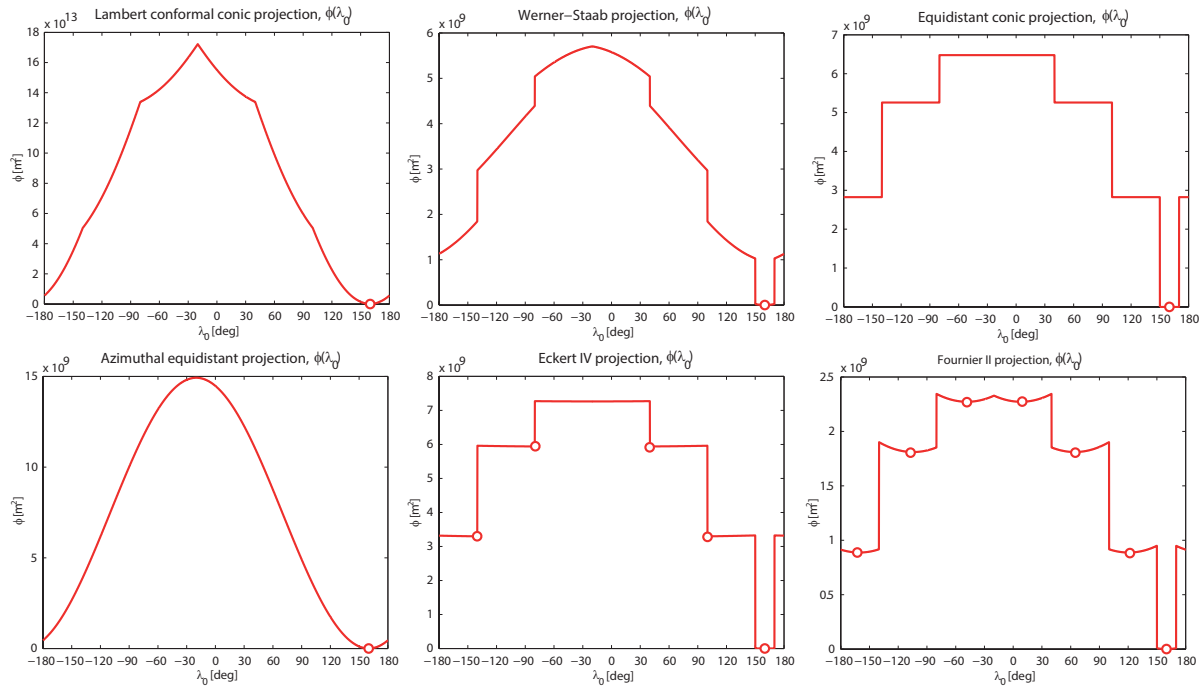 Lambert conformal conic projection, ϕ(λ0)
x 10^13
18
16
14
12
10
8
6
4
2
0
ϕ [m²]
−180 −150 −120 −90 −60 −30 0 30 60 90 120 150 180
λ0 [deg]
Werner−Staab projection, ϕ(λ0)
x 10^9
6
5
4
3
2
1
0
ϕ [m²]
−180 −150 −120 −90 −60 −30 0 30 60 90 120 150 180
λ0 [deg]
Equidistant conic projection, ϕ(λ0)
x 10^9
7
6
5
4
3
2
1
0
ϕ [m²]
−180 −150 −120 −90 −60 −30 0 30 60 90 120 150 180
λ0 [deg]
Azimuthal equidistant projection, ϕ(λ0)
x 10^9
15
10
5
0
ϕ [m²]
−180 −150 −120 −90 −60 −30 0 30 60 90 120 150 180
λ0 [deg]
Eckert IV projection, ϕ(λ0)
x 10^9
8
7
6
5
4
3
2
1
0
ϕ [m²]
−180 −150 −120 −90 −60 −30 0 30 60 90 120 150 180
λ0 [deg]
Fournier II projection, ϕ(λ0)
x 10^9
2.5
2
1.5
1
0.5
0
ϕ [m²]
−180 −150 −120 −90 −60 −30 0 30 60 90 120 150 180
λ0 [deg]